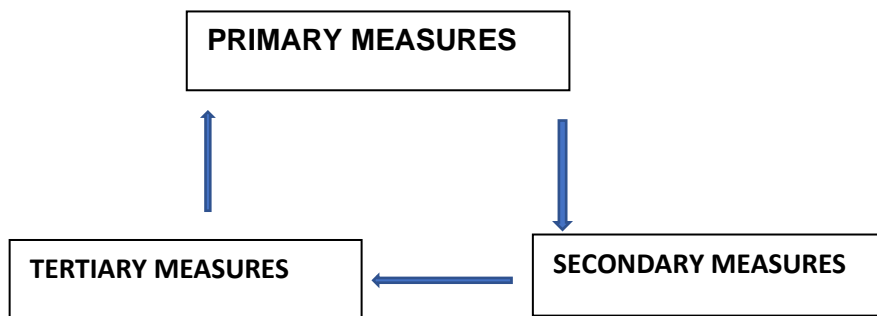 PRIMARY MEASURES
TERTIARY MEASURES
SECONDARY MEASURES